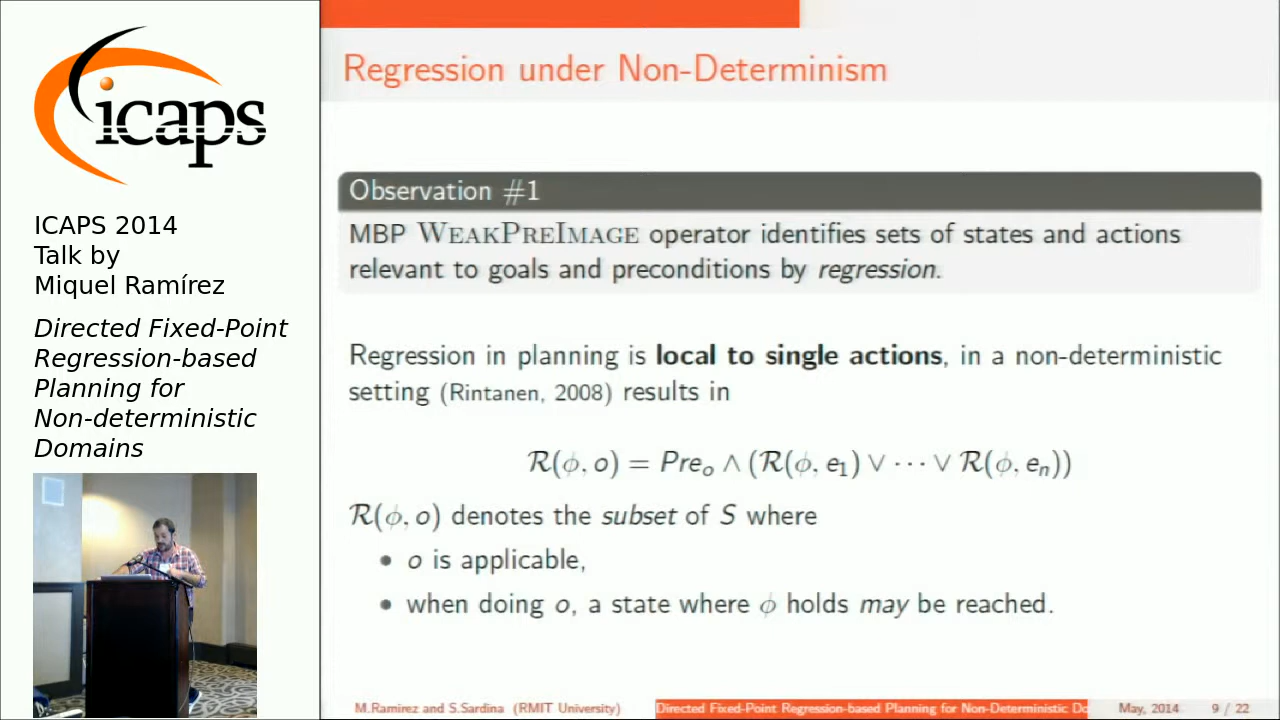 icaps
ICAPS 2014
Talk by
Miquel Ramírez
Directed Fixed-Point
Regression-based
Planning for
Non-deterministic
Domains
Regression under Non-Determinism
Observation #1
MBP WEAKPREIMAGE operator identifies sets of states and actions
relevant to goals and preconditions by regression.
Regression in planning is local to single actions, in a non-deterministic
setting (Rintanen, 2008) results in
ℛ(ϕ, o) = Preₒ ∧ (ℛ(ϕ, e₁) ∨ ⋯ ∨ ℛ(ϕ, eₙ))
ℛ(ϕ, o) denotes the subset of S where
• o is applicable,
• when doing o, a state where ϕ holds may be reached.
M.Ramirez and S.Sardina (RMIT University) Directed Fixed-Point Regression-based Planning for Non-Deterministic Do May, 2014 9 / 22